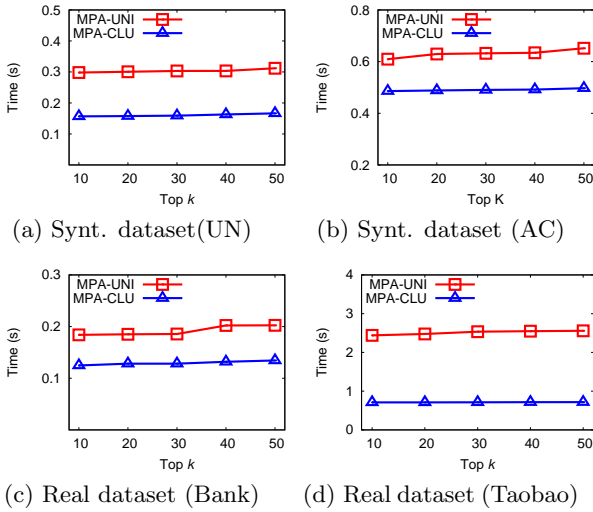 0.5
MPA-UNI
MPA-CLU
0.4
0.3
0.2
0.1
Time (s)
10 20 30 40 50
Top k
(a) Synt. dataset(UN)
0.8
MPA-UNI
MPA-CLU
0.6
0.4
0.2
Time (s)
10 20 30 40 50
Top K
(b) Synt. dataset (AC)
0.3
MPA-UNI
MPA-CLU
0.2
0.1
Time (s)
10 20 30 40 50
Top k
(c) Real dataset (Bank)
4
MPA-UNI
MPA-CLU
3
2
1
0
Time (s)
10 20 30 40 50
Top k
(d) Real dataset (Taobao)